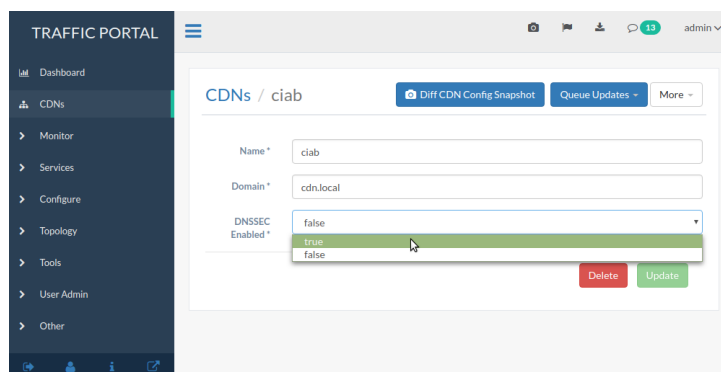 TRAFFIC PORTAL
13
admin
Dashboard
CDNs
Monitor
Services
Configure
Topology
Tools
User Admin
Other
CDNs / ciab
Diff CDN Config Snapshot
Queue Updates
More
Name *
ciab
Domain *
cdn.local
DNSSEC
Enabled *
false
true
false
Delete
Update